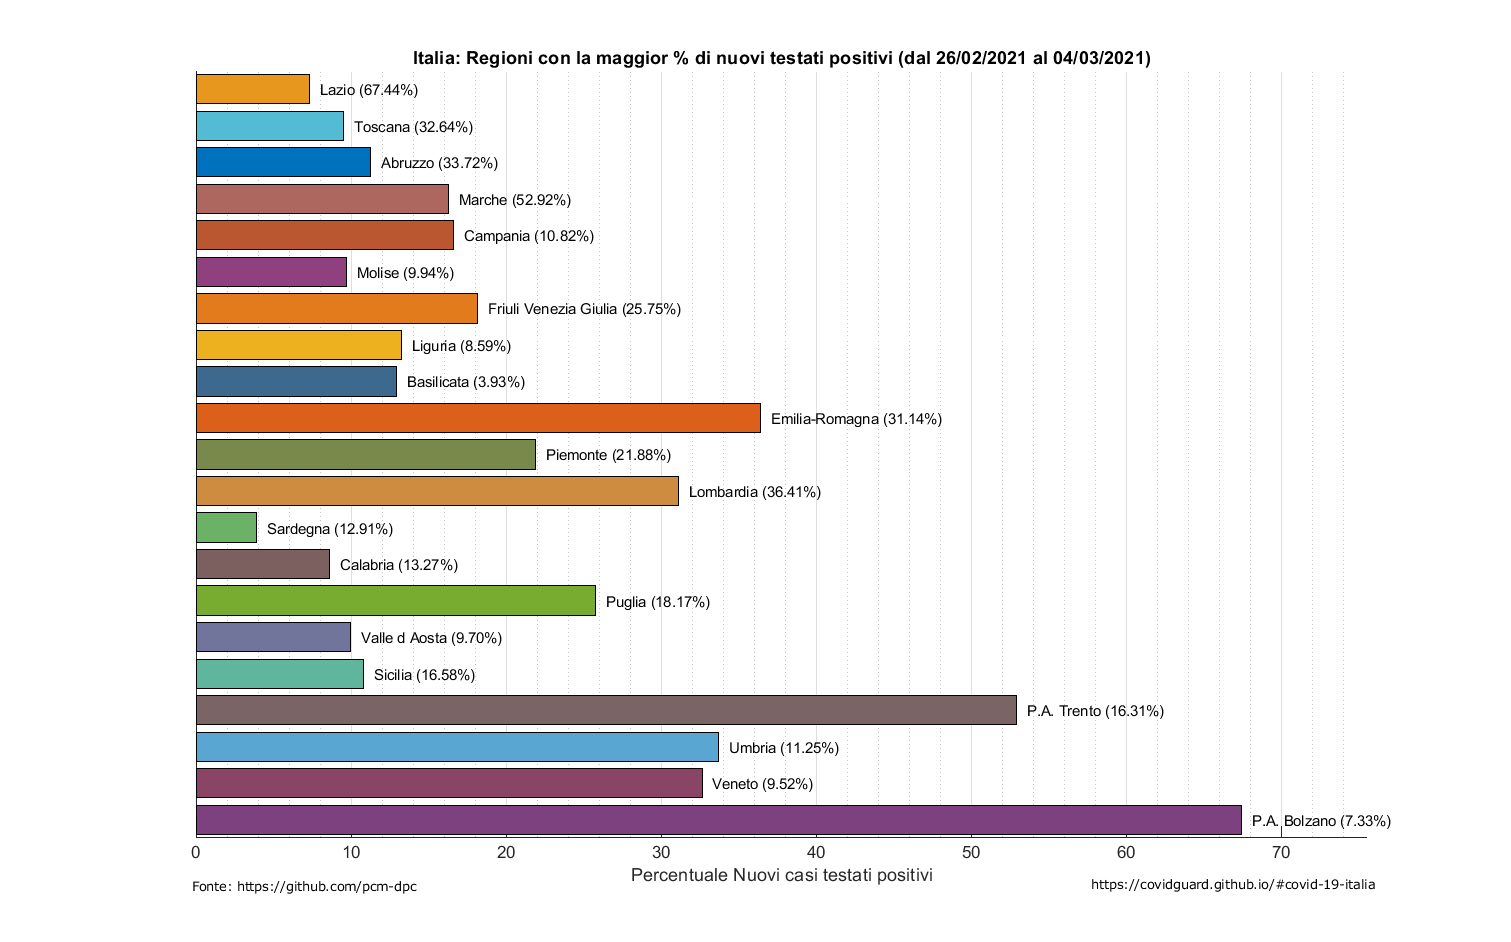 Italia: Regioni con la maggior % di nuovi testati positivi (dal 26/02/2021 al 04/03/2021)
Lazio (67.44%)
Toscana (32.64%)
Abruzzo (33.72%)
Marche (52.92%)
Campania (10.82%)
Molise (9.94%)
Friuli Venezia Giulia (25.75%)
Liguria (8.59%)
Basilicata (3.93%)
Emilia-Romagna (31.14%)
Piemonte (21.88%)
Lombardia (36.41%)
Sardegna (12.91%)
Calabria (13.27%)
Puglia (18.17%)
Valle d Aosta (9.70%)
Sicilia (16.58%)
P.A. Trento (16.31%)
Umbria (11.25%)
Veneto (9.52%)
P.A. Bolzano (7.33%)
0 10 20 30 40 50 60 70
Percentuale Nuovi casi testati positivi
Fonte: https://github.com/pcm-dpc
https://covidguard.github.io/#covid-19-italia